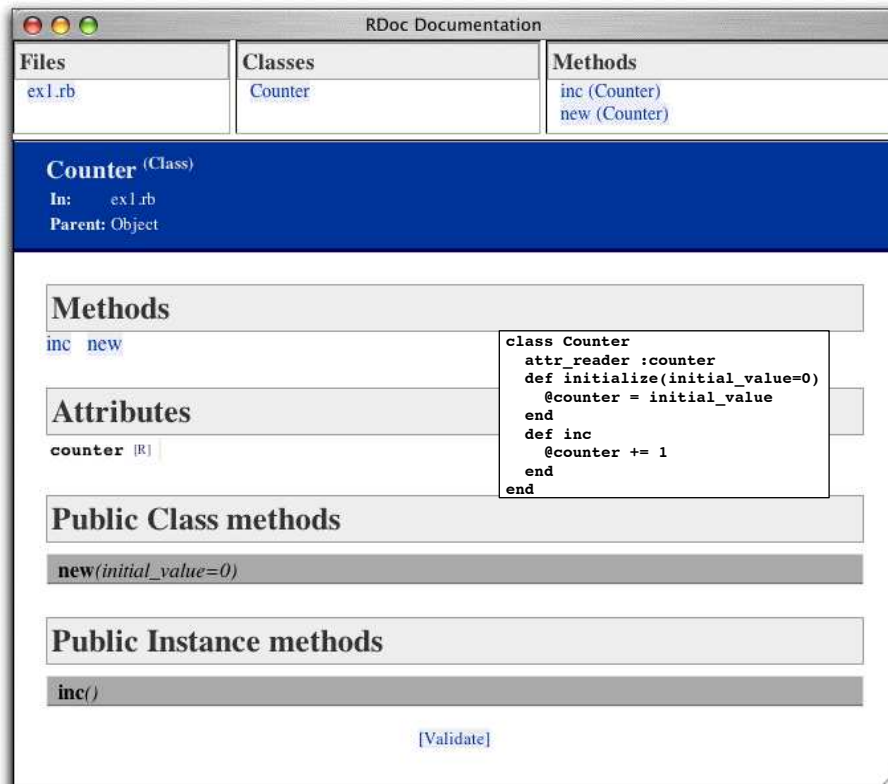 RDoc Documentation
Files
ex1.rb
Classes
Counter
Methods
inc (Counter)
new (Counter)
Counter (Class)
In: ex1.rb
Parent: Object
Methods
inc new
Attributes
counter [R]
class Counter
  attr_reader :counter
  def initialize(initial_value=0)
    @counter = initial_value
  end
  def inc
    @counter += 1
  end
end
Public Class methods
new(initial_value=0)
Public Instance methods
inc()
[Validate]